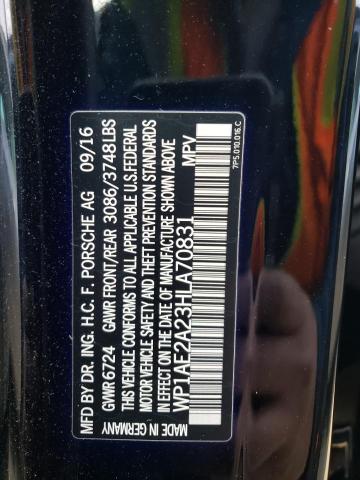 MFD BY DR. ING. H.C. F. PORSCHE AG 09/16
GVWR 6724 GAWR FRONT/REAR 3086/3748LBS
THIS VEHICLE CONFORMS TO ALL APPLICABLE U.S.FEDERAL
MOTOR VEHICLE SAFETY AND THEFT PREVENTION STANDARDS
IN EFFECT ON THE DATE OF MANUFACTURE SHOWN ABOVE.
WP1AE2A23HLA70831 MPV
MADE IN GERMANY
7P5.010.016.C